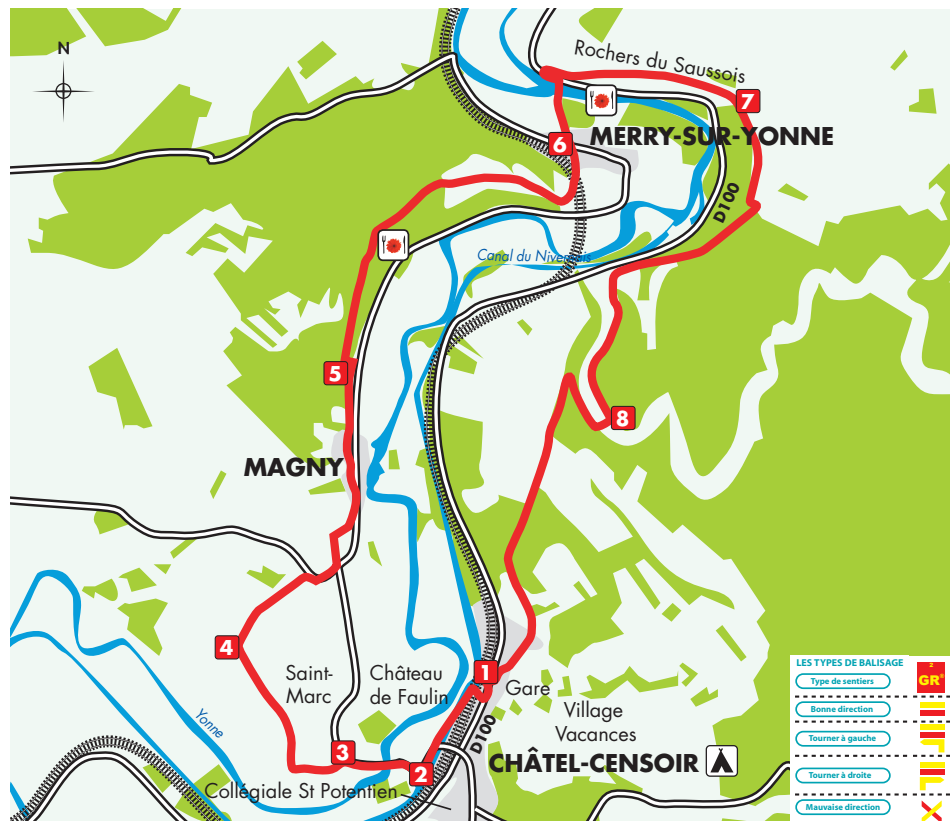 N
Rochers du Saussois
7
6
MERRY-SUR-YONNE
D100
Canal du Nivernais
5
8
MAGNY
4
Saint-
Marc
Château
de Faulin
1
Gare
Village
Vacances
Yonne
D100
3
2
CHÂTEL-CENSOIR
Collégiale St Potentien
LES TYPES DE BALISAGE
Type de sentiers
2
GR®
Bonne direction
Tourner à gauche
Tourner à droite
Mauvaise direction